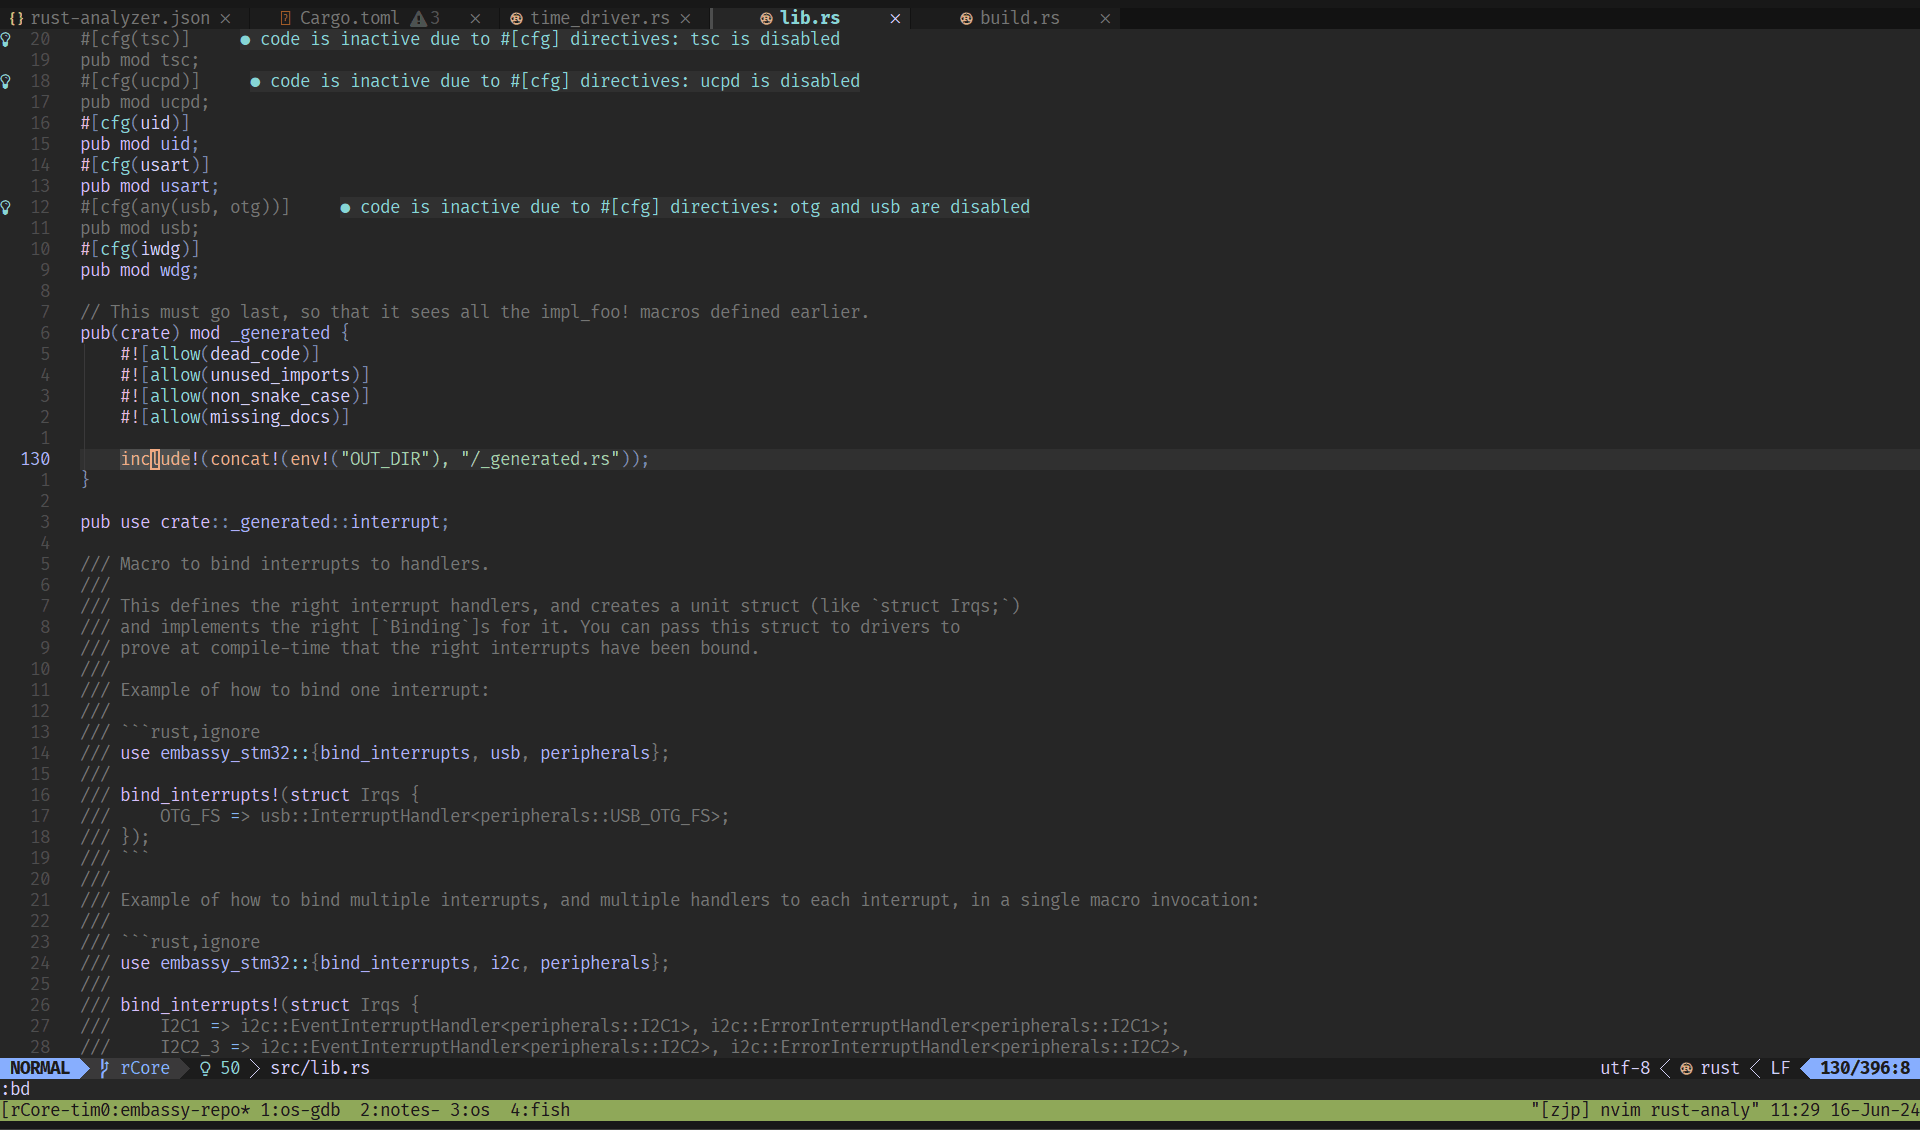 {} rust-analyzer.json × Cargo.toml 3 × time_driver.rs × lib.rs × build.rs ×
20 #[cfg(tsc)] ● code is inactive due to #[cfg] directives: tsc is disabled
19 pub mod tsc;
18 #[cfg(ucpd)] ● code is inactive due to #[cfg] directives: ucpd is disabled
17 pub mod ucpd;
16 #[cfg(uid)]
15 pub mod uid;
14 #[cfg(usart)]
13 pub mod usart;
12 #[cfg(any(usb, otg))] ● code is inactive due to #[cfg] directives: otg and usb are disabled
11 pub mod usb;
10 #[cfg(iwdg)]
9 pub mod wdg;
8
7 // This must go last, so that it sees all the impl_foo! macros defined earlier.
6 pub(crate) mod _generated {
5 #![allow(dead_code)]
4 #![allow(unused_imports)]
3 #![allow(non_snake_case)]
2 #![allow(missing_docs)]
1
130 include!(concat!(env!("OUT_DIR"), "/_generated.rs"));
1 }
2
3 pub use crate::_generated::interrupt;
4
5 /// Macro to bind interrupts to handlers.
6 ///
7 /// This defines the right interrupt handlers, and creates a unit struct (like `struct Irqs;`)
8 /// and implements the right [`Binding`]s for it. You can pass this struct to drivers to
9 /// prove at compile-time that the right interrupts have been bound.
10 ///
11 /// Example of how to bind one interrupt:
12 ///
13 /// ```rust,ignore
14 /// use embassy_stm32::{bind_interrupts, usb, peripherals};
15 ///
16 /// bind_interrupts!(struct Irqs {
17 /// OTG_FS => usb::InterruptHandler<peripherals::USB_OTG_FS>;
18 /// });
19 /// ```
20 ///
21 /// Example of how to bind multiple interrupts, and multiple handlers to each interrupt, in a single macro invocation:
22 ///
23 /// ```rust,ignore
24 /// use embassy_stm32::{bind_interrupts, i2c, peripherals};
25 ///
26 /// bind_interrupts!(struct Irqs {
27 /// I2C1 => i2c::EventInterruptHandler<peripherals::I2C1>, i2c::ErrorInterruptHandler<peripherals::I2C1>;
28 /// I2C2_3 => i2c::EventInterruptHandler<peripherals::I2C2>, i2c::ErrorInterruptHandler<peripherals::I2C2>,
NORMAL rCore 50 src/lib.rs utf-8 rust LF 130/396:8
:bd
[rCore-tim0:embassy-repo* 1:os-gdb 2:notes- 3:os 4:fish "[zjp] nvim rust-analy" 11:29 16-Jun-24